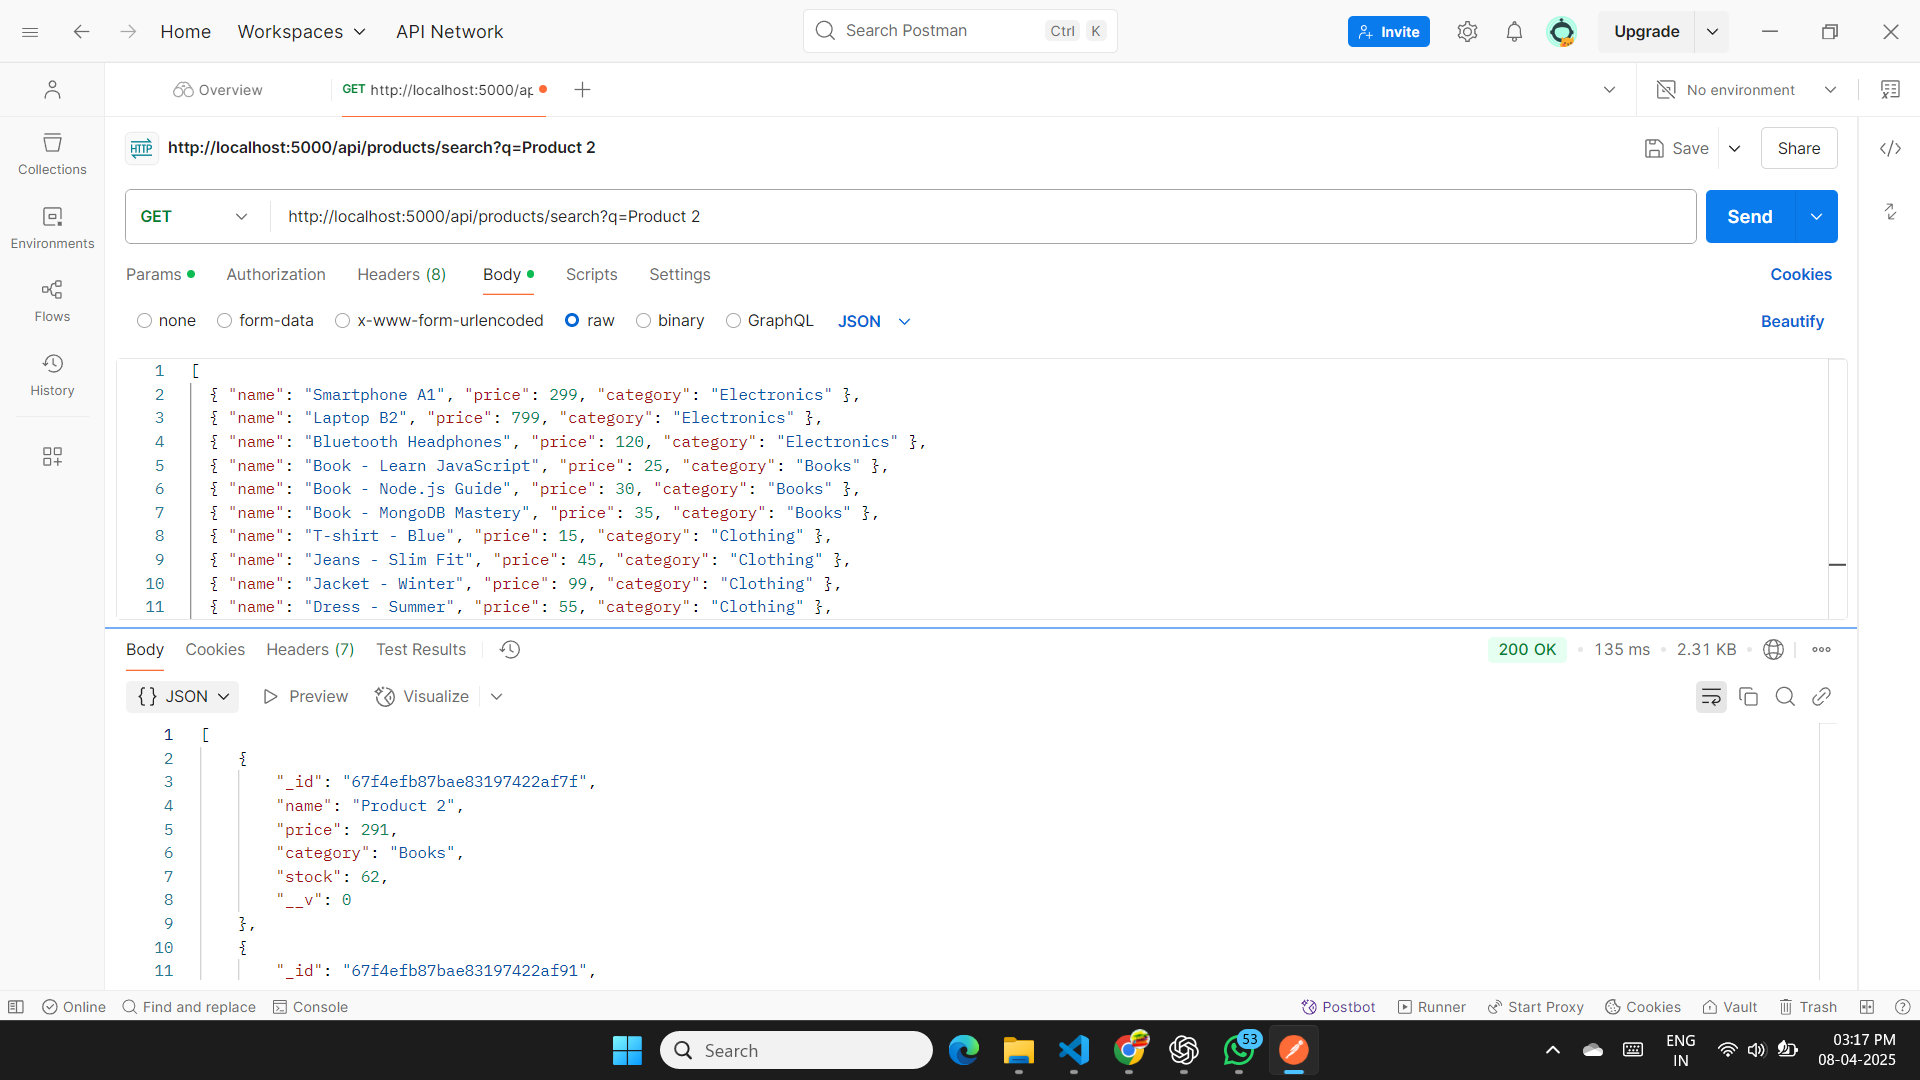 Home
Workspaces
API Network
Search Postman
Ctrl K
Invite
Upgrade
Overview
GET http://localhost:5000/ap
No environment
Collections
Environments
Flows
History
HTTP
http://localhost:5000/api/products/search?q=Product 2
Save
Share
GET
http://localhost:5000/api/products/search?q=Product 2
Send
Params
Authorization
Headers (8)
Body
Scripts
Settings
Cookies
none
form-data
x-www-form-urlencoded
raw
binary
GraphQL
JSON
Beautify
1 [
2 { "name": "Smartphone A1", "price": 299, "category": "Electronics" },
3 { "name": "Laptop B2", "price": 799, "category": "Electronics" },
4 { "name": "Bluetooth Headphones", "price": 120, "category": "Electronics" },
5 { "name": "Book - Learn JavaScript", "price": 25, "category": "Books" },
6 { "name": "Book - Node.js Guide", "price": 30, "category": "Books" },
7 { "name": "Book - MongoDB Mastery", "price": 35, "category": "Books" },
8 { "name": "T-shirt - Blue", "price": 15, "category": "Clothing" },
9 { "name": "Jeans - Slim Fit", "price": 45, "category": "Clothing" },
10 { "name": "Jacket - Winter", "price": 99, "category": "Clothing" },
11 { "name": "Dress - Summer", "price": 55, "category": "Clothing" },
Body
Cookies
Headers (7)
Test Results
200 OK
135 ms
2.31 KB
{} JSON
Preview
Visualize
1 [
2 {
3 "_id": "67f4efb87bae83197422af7f",
4 "name": "Product 2",
5 "price": 291,
6 "category": "Books",
7 "stock": 62,
8 "__v": 0
9 },
10 {
11 "_id": "67f4efb87bae83197422af91",
Online
Find and replace
Console
Postbot
Runner
Start Proxy
Cookies
Vault
Trash
Search
53
ENG
IN
03:17 PM
08-04-2025